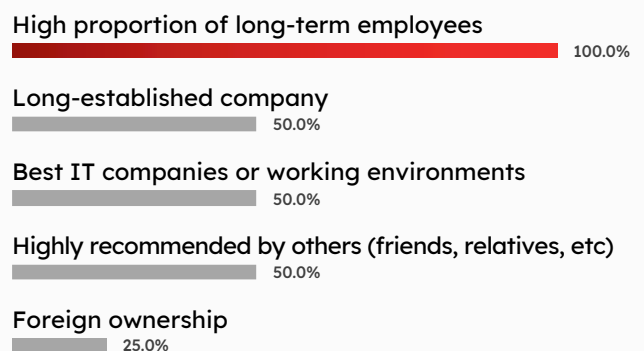 High proportion of long-term employees
100.0%
Long-established company
50.0%
Best IT companies or working environments
50.0%
Highly recommended by others (friends, relatives, etc)
50.0%
Foreign ownership
25.0%